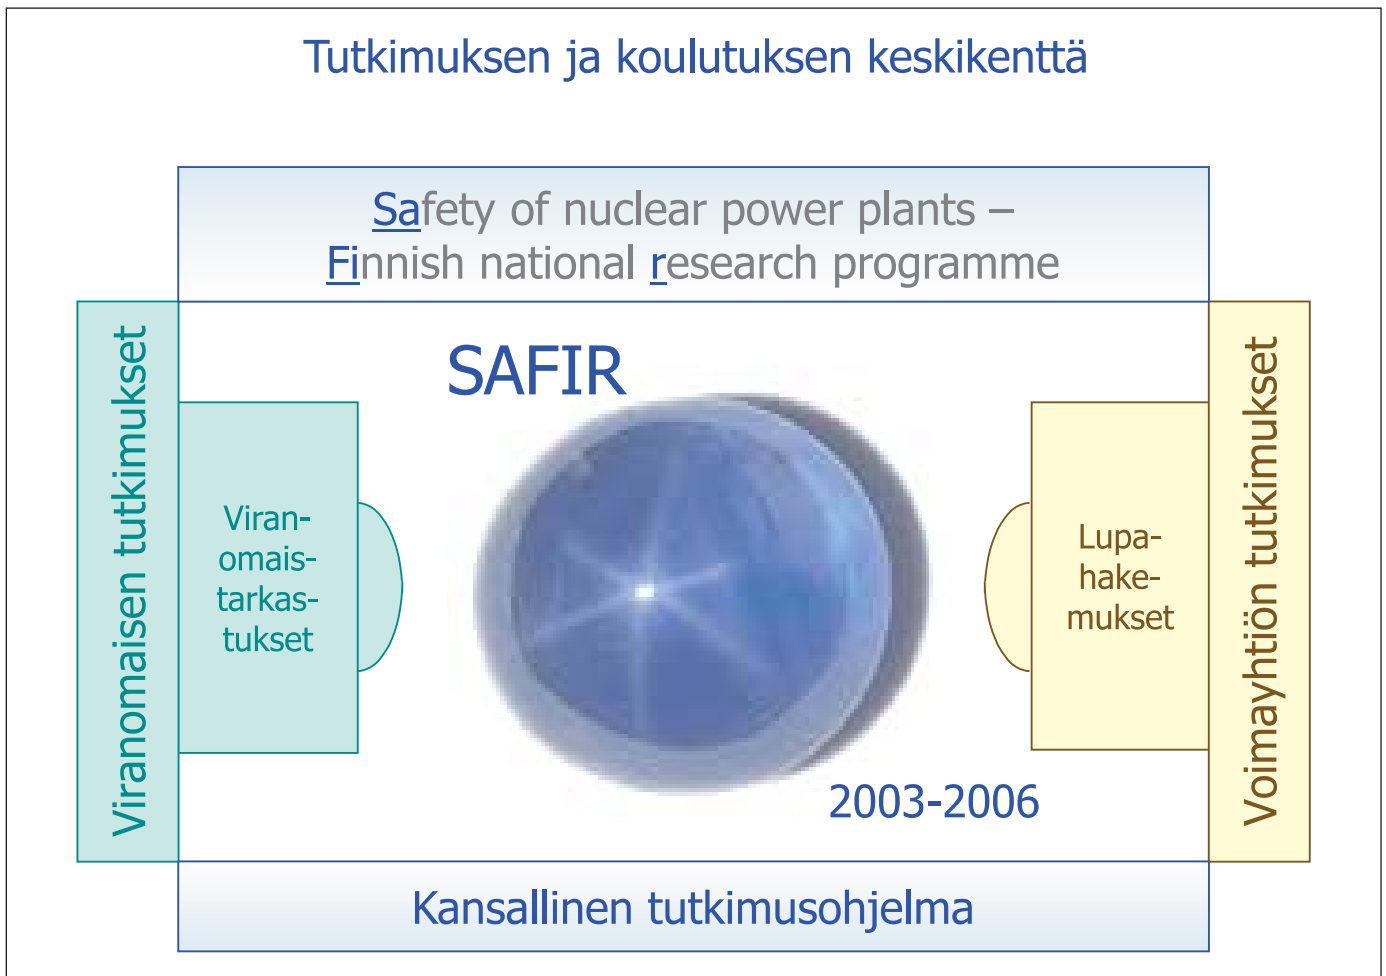 Tutkimuksen ja koulutuksen keskikenttä
Safety of nuclear power plants –
Finnish national research programme
Viranomaisen tutkimukset
SAFIR
Viran-
omais-
tarkas-
tukset
Lupa-
hake-
mukset
Voimayhtiön tutkimukset
2003-2006
Kansallinen tutkimusohjelma